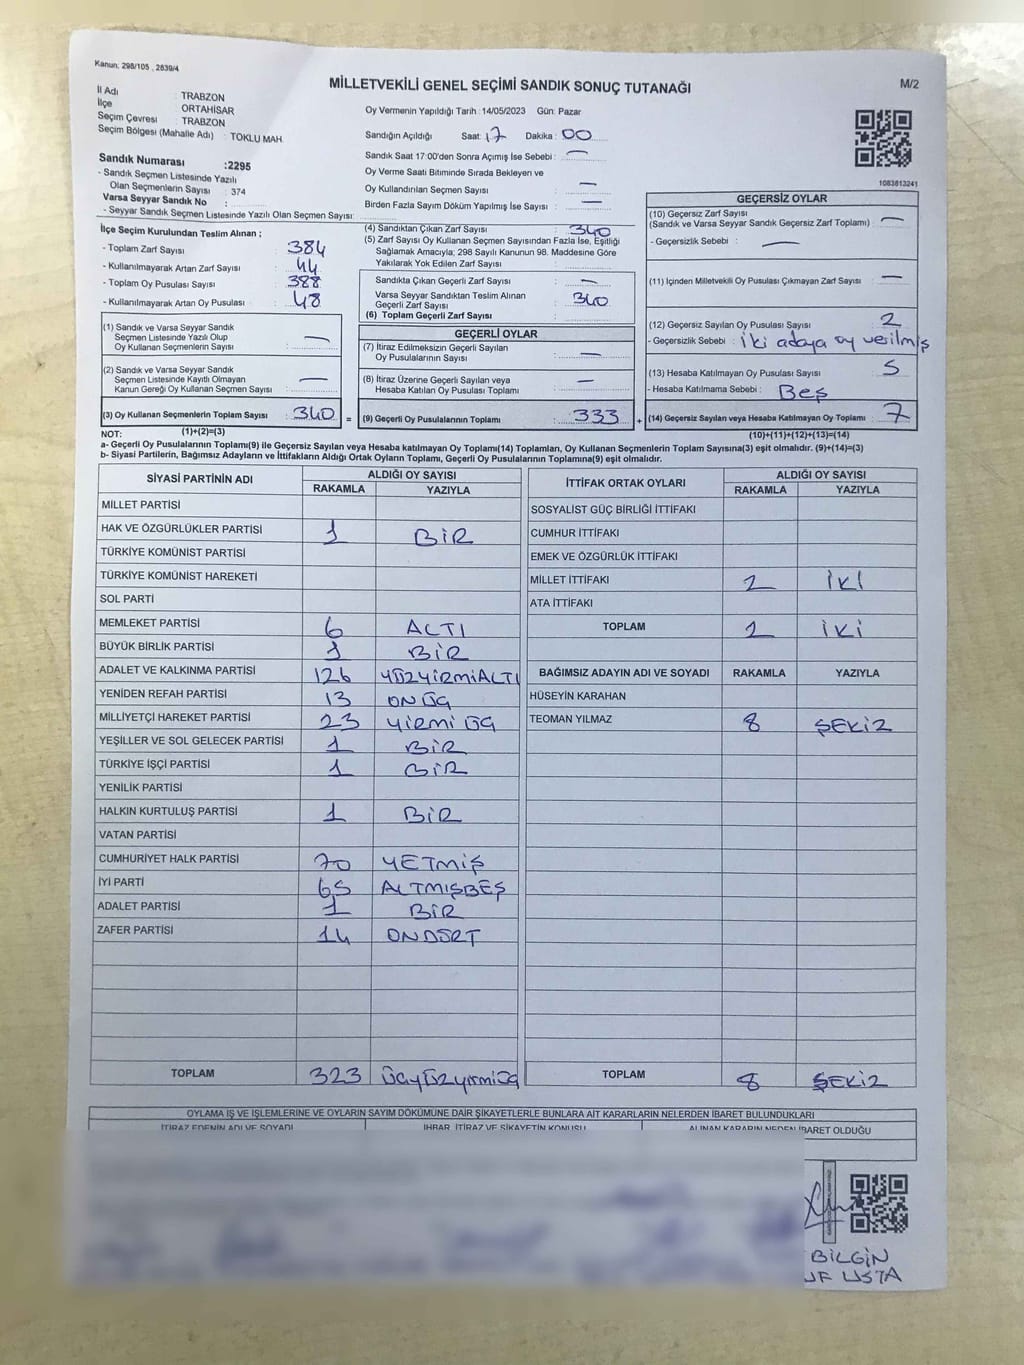 Kanun: 298/105 , 2839/4
MİLLETVEKİLİ GENEL SEÇİMİ SANDIK SONUÇ TUTANAĞI
M/2
İl Adı : TRABZON
İlçe : ORTAHİSAR
Seçim Çevresi : TRABZON
Seçim Bölgesi (Mahalle Adı) : TOKLU MAH.
Oy Vermenin Yapıldığı Tarih : 14/05/2023 Gün: Pazar
Sandığın Açıldığı Saat: 17 Dakika : 00
Sandık Saat 17:00'den Sonra Açımış İse Sebebi : —
Oy Verme Saati Bitiminde Sırada Bekleyen ve
Oy Kullandırılan Seçmen Sayısı : —
Birden Fazla Sayım Döküm Yapılmış İse Sayısı : —
1083813241
Sandık Numarası :2295
- Sandık Seçmen Listesinde Yazılı
Olan Seçmenlerin Sayısı : 374
Varsa Seyyar Sandık No :
- Seyyar Sandık Seçmen Listesinde Yazılı Olan Seçmen Sayısı:
İlçe Seçim Kurulundan Teslim Alınan ;
- Toplam Zarf Sayısı : 384
- Kullanılmayarak Artan Zarf Sayısı : 44
- Toplam Oy Pusulası Sayısı : 388
- Kullanılmayarak Artan Oy Pusulası : 48
(4) Sandıktan Çıkan Zarf Sayısı : 340
(5) Zarf Sayısı Oy Kullanan Seçmen Sayısından Fazla İse, Eşitliği
Sağlamak Amacıyla; 298 Sayılı Kanunun 98. Maddesine Göre
Yakılarak Yok Edilen Zarf Sayısı :
Sandıkta Çıkan Geçerli Zarf Sayısı : —
Varsa Seyyar Sandıktan Teslim Alınan
Geçerli Zarf Sayısı : 340
(6) Toplam Geçerli Zarf Sayısı :
GEÇERSİZ OYLAR
(10) Geçersiz Zarf Sayısı
(Sandık ve Varsa Seyyar Sandık Geçersiz Zarf Toplamı) : —
- Geçersizlik Sebebi : —
(11) İçinden Milletvekili Oy Pusulası Çıkmayan Zarf Sayısı : —
(12) Geçersiz Sayılan Oy Pusulası Sayısı : 2
- Geçersizlik Sebebi : iki adaya oy verilmiş
(13) Hesaba Katılmayan Oy Pusulası Sayısı : 5
- Hesaba Katılmama Sebebi : Beş
(1) Sandık ve Varsa Seyyar Sandık
Seçmen Listesinde Yazılı Olup
Oy Kullanan Seçmenlerin Sayısı : —
(2) Sandık ve Varsa Seyyar Sandık
Seçmen Listesinde Kayıtlı Olmayan
Kanun Gereği Oy Kullanan Seçmen Sayısı : —
GEÇERLİ OYLAR
(7) İtiraz Edilmeksizin Geçerli Sayılan
Oy Pusulalarının Sayısı : —
(8) İtiraz Üzerine Geçerli Sayılan veya
Hesaba Katılan Oy Pusulası Toplamı : —
(3) Oy Kullanan Seçmenlerin Toplam Sayısı : 340 = (9) Geçerli Oy Pusulalarının Toplamı : 333 + (14) Geçersiz Sayılan veya Hesaba Katılmayan Oy Toplamı : 7
NOT: (1)+(2)=(3)
(10)+(11)+(12)+(13)=(14)
a- Geçerli Oy Pusulalarının Toplamı(9) ile Geçersiz Sayılan veya Hesaba katılmayan Oy Toplamı(14) Toplamları, Oy Kullanan Seçmenlerin Toplam Sayısına(3) eşit olmalıdır. (9)+(14)=(3)
b- Siyasi Partilerin, Bağımsız Adayların ve İttifakların Aldığı Ortak Oyların Toplamı, Geçerli Oy Pusulalarının Toplamına(9) eşit olmalıdır.
SİYASİ PARTİNİN ADI
ALDIĞI OY SAYISI
RAKAMLA YAZIYLA
MİLLET PARTİSİ
HAK VE ÖZGÜRLÜKLER PARTİSİ 1 BİR
TÜRKİYE KOMÜNİST PARTİSİ
TÜRKİYE KOMÜNİST HAREKETİ
SOL PARTİ
MEMLEKET PARTİSİ 6 ALTI
BÜYÜK BİRLİK PARTİSİ 1 BİR
ADALET VE KALKINMA PARTİSİ 126 YÜZYİRMİALTI
YENİDEN REFAH PARTİSİ 13 ONÜÇ
MİLLİYETÇİ HAREKET PARTİSİ 23 YİRMİ ÜÇ
YEŞİLLER VE SOL GELECEK PARTİSİ 1 BİR
TÜRKİYE İŞÇİ PARTİSİ 1 BİR
YENİLİK PARTİSİ
HALKIN KURTULUŞ PARTİSİ 1 BİR
VATAN PARTİSİ
CUMHURİYET HALK PARTİSİ 70 YETMİŞ
İYİ PARTİ 65 ALTMIŞBEŞ
ADALET PARTİSİ 1 BİR
ZAFER PARTİSİ 14 ONDÖRT
TOPLAM 323 ÜÇYÜZYİRMİÜÇ
İTTİFAK ORTAK OYLARI
ALDIĞI OY SAYISI
RAKAMLA YAZIYLA
SOSYALİST GÜÇ BİRLİĞİ İTTİFAKI
CUMHUR İTTİFAKI
EMEK VE ÖZGÜRLÜK İTTİFAKI
MİLLET İTTİFAKI 2 İKİ
ATA İTTİFAKI
TOPLAM 2 İKİ
BAĞIMSIZ ADAYIN ADI VE SOYADI RAKAMLA YAZIYLA
HÜSEYİN KARAHAN
TEOMAN YILMAZ 8 ŞEKİZ
TOPLAM 8 ŞEKİZ
OYLAMA İŞ VE İŞLEMLERİNE VE OYLARIN SAYIM DÖKÜMÜNE DAİR ŞİKAYETLERLE BUNLARA AİT KARARLARIN NELERDEN İBARET BULUNDUKLARI
İTİRAZ EDENİN ADI VE SOYADI İHBAR, İTİRAZ VE ŞİKAYETİN KONUSU ALINAN KARARIN NEDEN İBARET OLDUĞU
BİLGİN
USTA